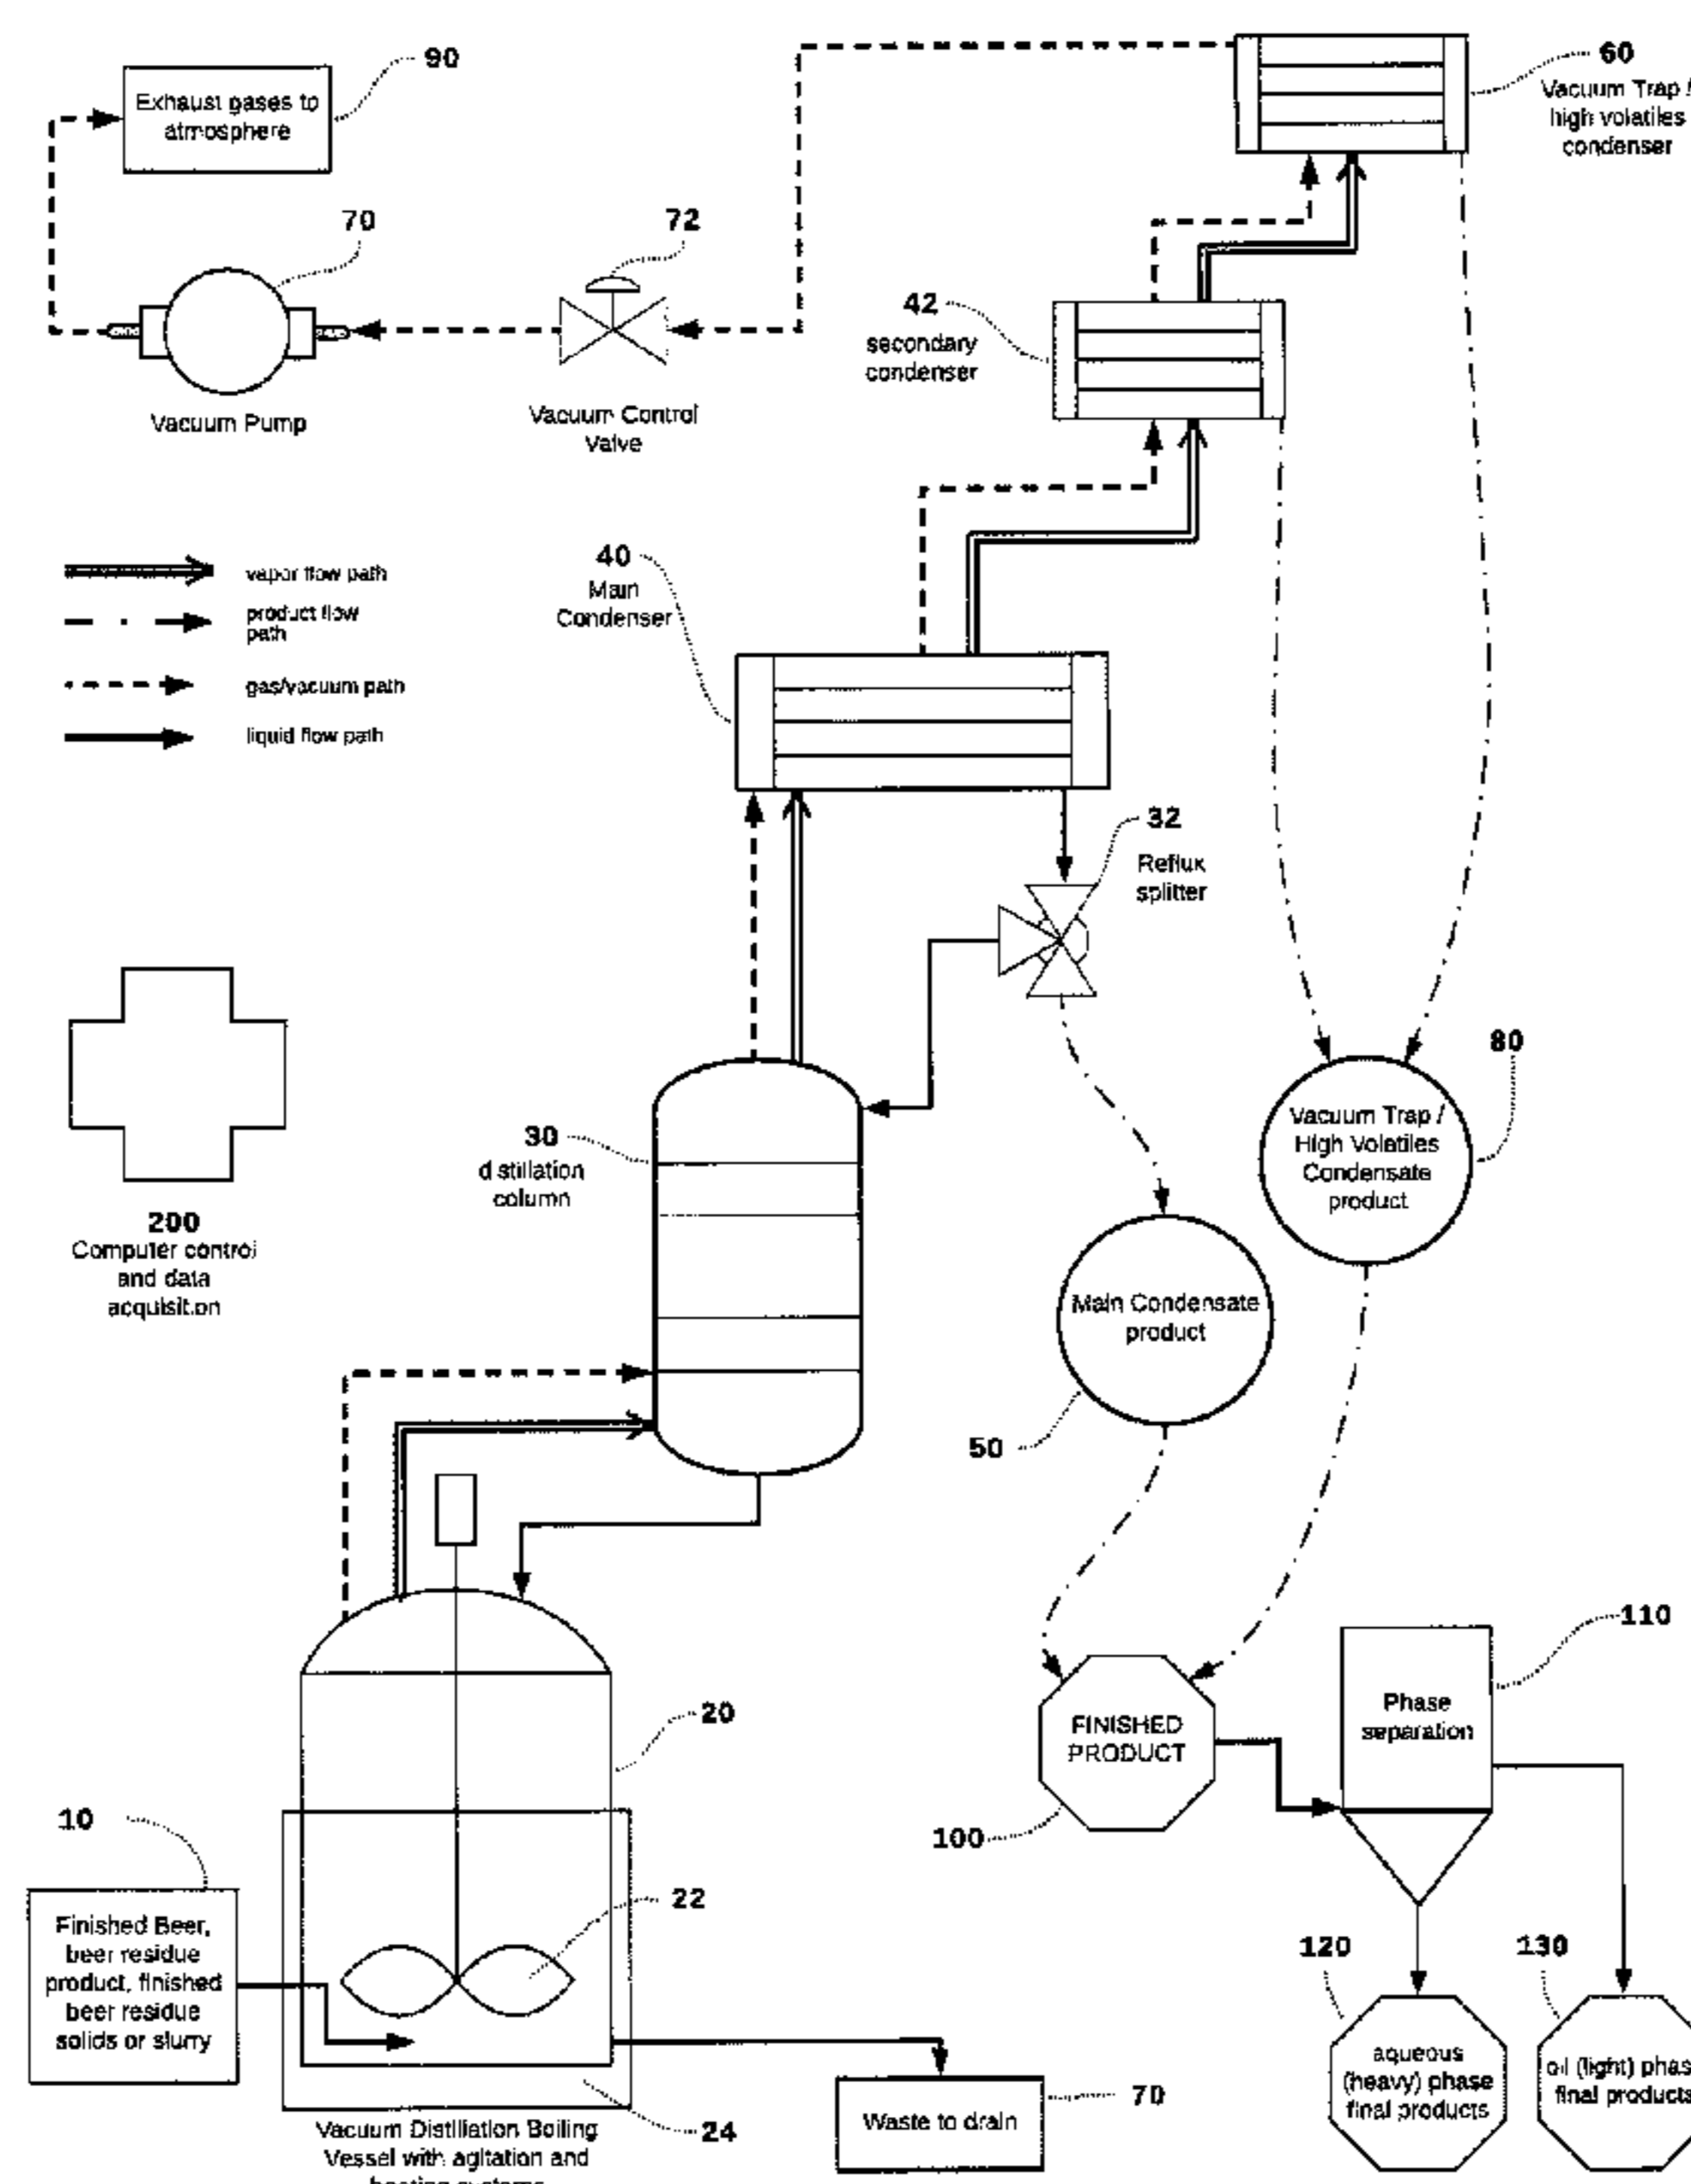 90
Exhaust gases to
atmosphere
60
Vacuum Trap /
high volatiles
condenser
70
72
Vacuum Pump
Vacuum Control
Valve
42
secondary
condenser
vapor flow path
product flow
path
gas/vacuum path
liquid flow path
40
Main
Condenser
32
Reflux
splitter
80
Vacuum Trap /
High Volatiles
Condensate
product
30
distillation
column
200
Computer control
and data
acquisition
Main Condensate
product
50
110
Phase
separation
FINISHED
PRODUCT
100
20
10
Finished Beer,
beer residue
product, finished
beer residue
solids or slurry
22
24
Vacuum Distillation Boiling
Vessel with agitation and
Waste to drain
70
120
aqueous
(heavy) phase
final products
130
oil (light)
final